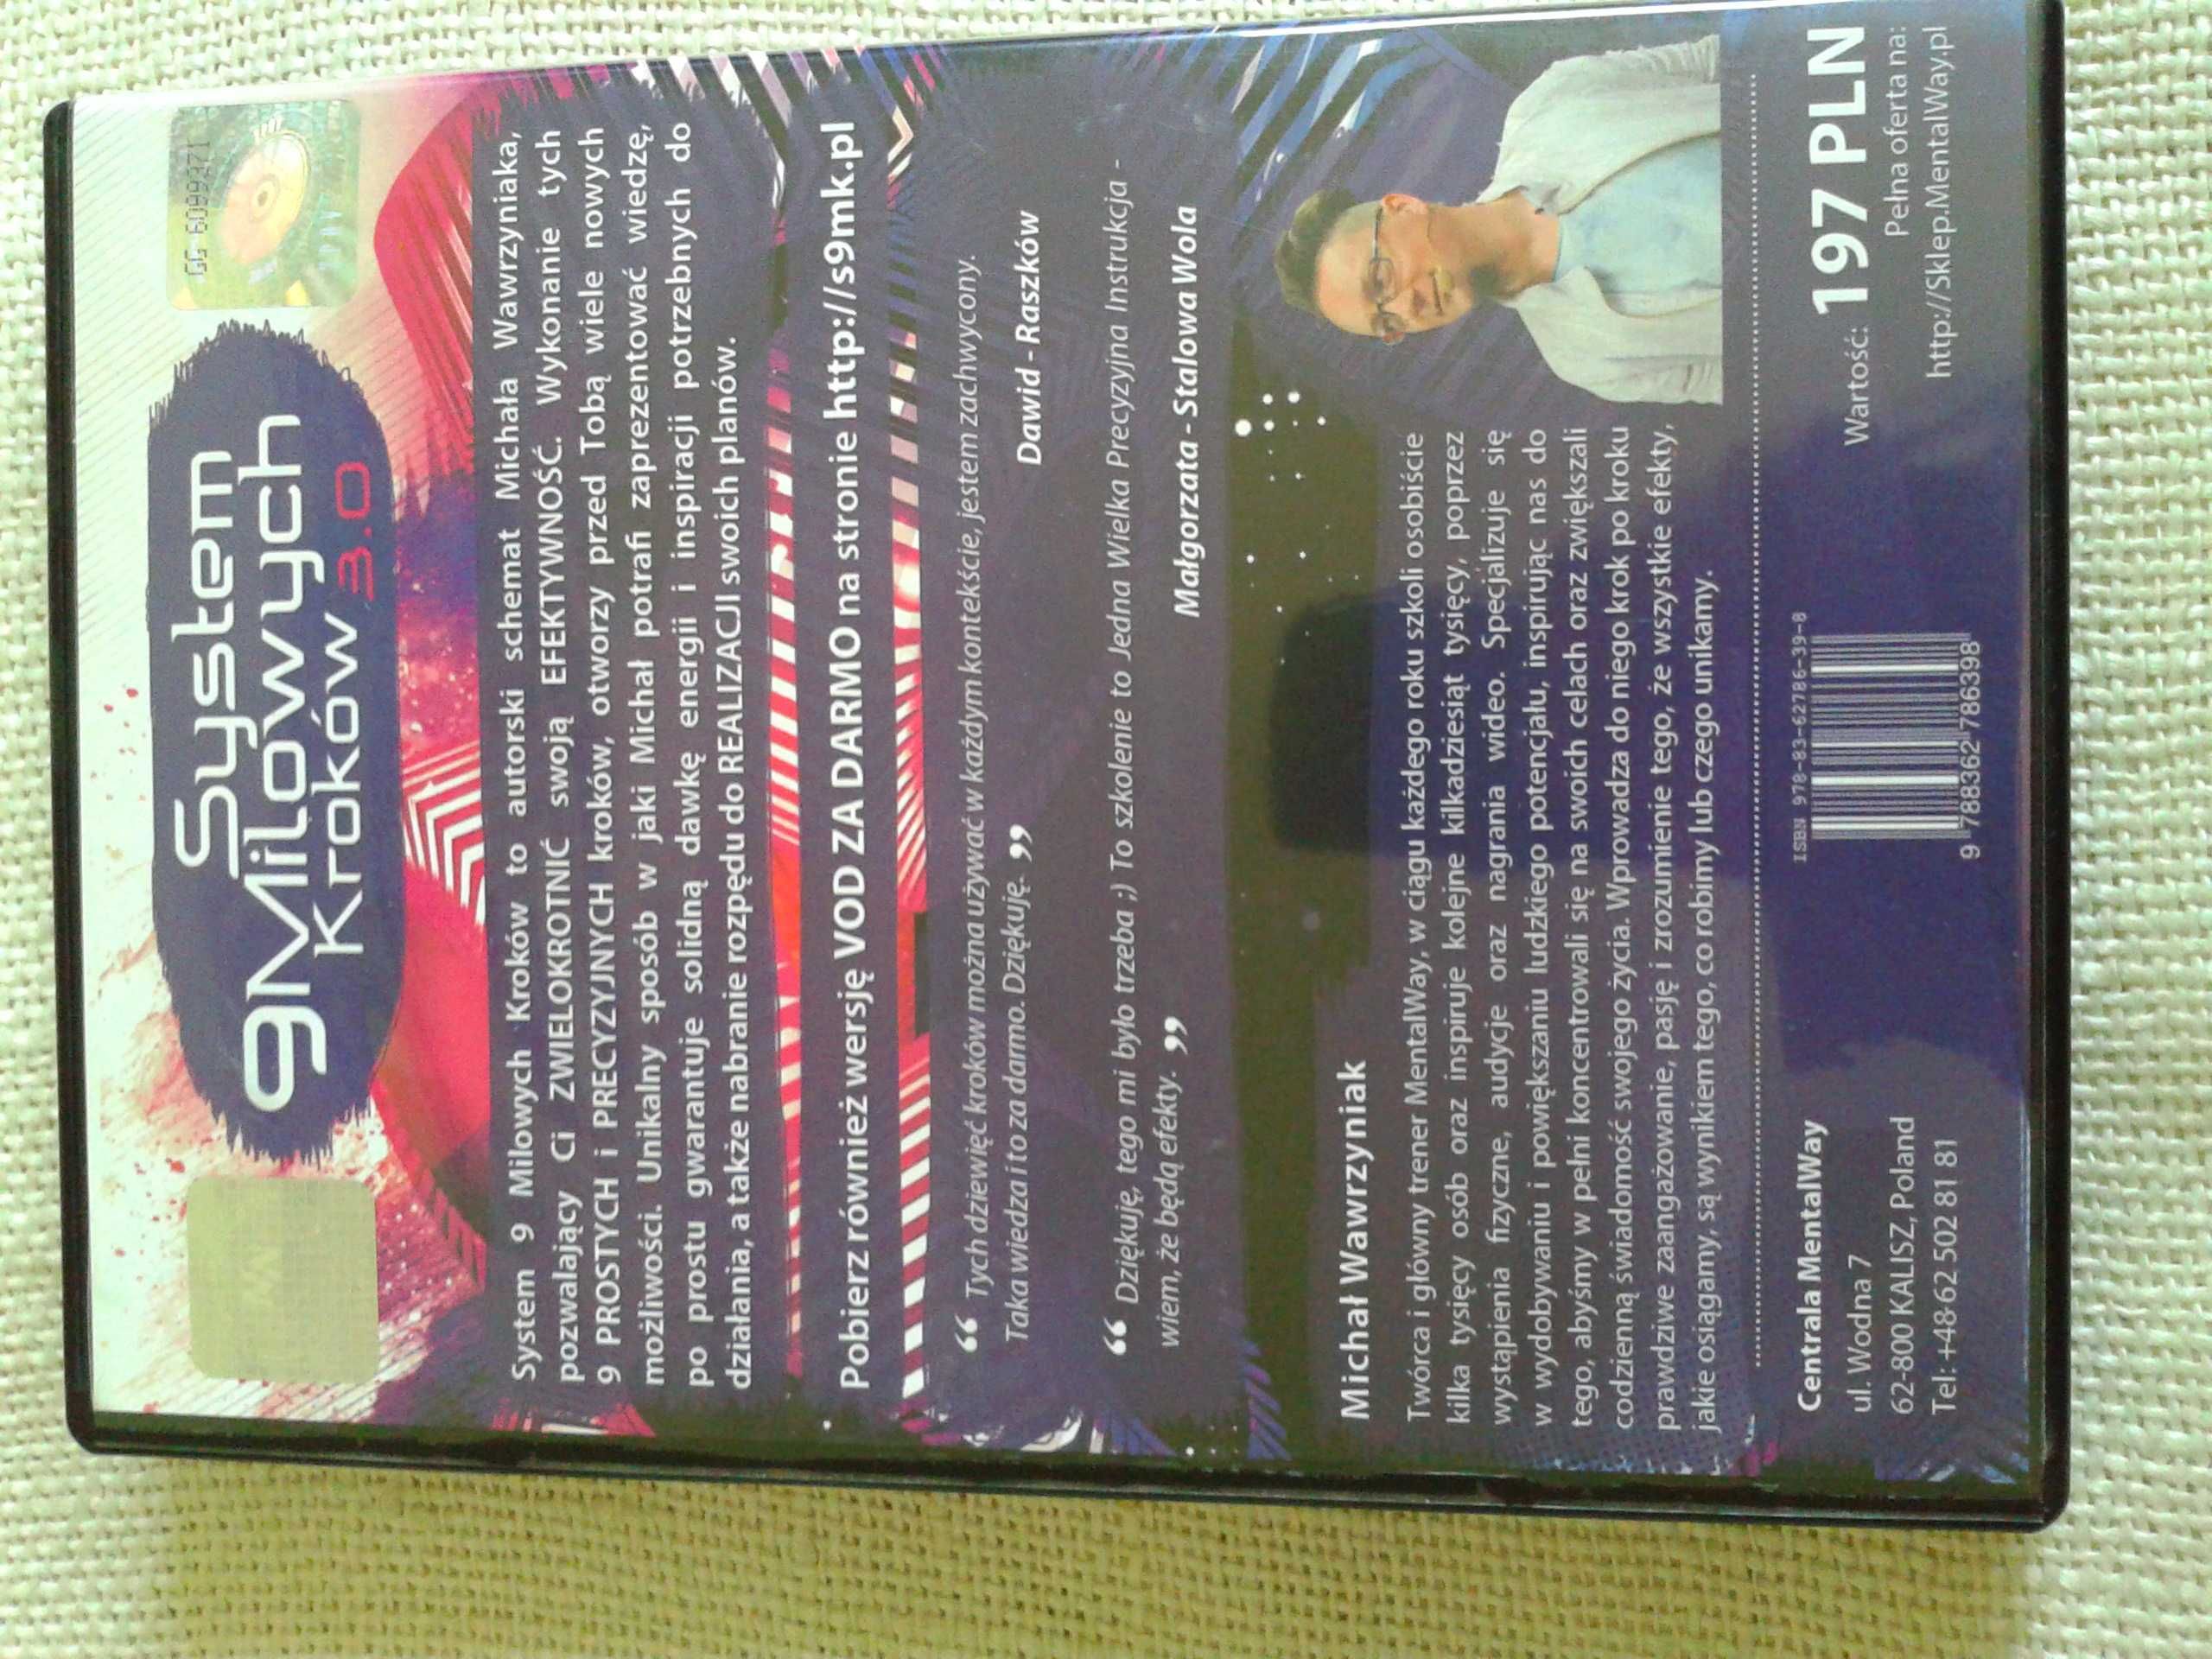 System
9Milowych
Kroków 3.0
GG 6099371
System 9 Milowych Kroków to autorski schemat Michała Wawrzyniaka,
pozwalający Ci ZWIELOKROTNIĆ swoją EFEKTYWNOŚĆ. Wykonanie tych
9 PROSTYCH i PRECYZYJNYCH kroków, otworzy przed Tobą wiele nowych
możliwości. Unikalny sposób w jaki Michał potrafi zaprezentować wiedzę,
po prostu gwarantuje solidną dawkę energii i inspiracji potrzebnych do
działania, a także nabranie rozpędu do REALIZACJI swoich planów.
Pobierz również wersję VOD ZA DARMO na stronie http://s9mk.pl
“ Tych dziewięć kroków można używać w każdym kontekście, jestem zachwycony.
Taka wiedza i to za darmo. Dziękuję. ”
Dawid - Raszków
“ Dziękuję, tego mi było trzeba ;) To szkolenie to Jedna Wielka Precyzyjna Instrukcja -
wiem, że będą efekty. ”
Małgorzata - Stalowa Wola
Michał Wawrzyniak
Twórca i główny trener MentalWay, w ciągu każdego roku szkoli osobiście
kilka tysięcy osób oraz inspiruje kolejne kilkadziesiąt tysięcy, poprzez
wystąpienia fizyczne, audycje oraz nagrania wideo. Specjalizuje się
w wydobywaniu i powiększaniu ludzkiego potencjału, inspirując nas do
tego, abyśmy w pełni koncentrowali się na swoich celach oraz zwiększali
codzienną świadomość swojego życia. Wprowadza do niego krok po kroku
prawdziwe zaangażowanie, pasję i zrozumienie tego, że wszystkie efekty,
jakie osiągamy, są wynikiem tego, co robimy lub czego unikamy.
Centrala MentalWay
ul. Wodna 7
62-800 KALISZ, Poland
Tel: +48 62 502 81 81
ISBN 978-83-62786-39-8
9 788362 786398
Wartość: 197 PLN
Pełna oferta na:
http://Sklep.MentalWay.pl